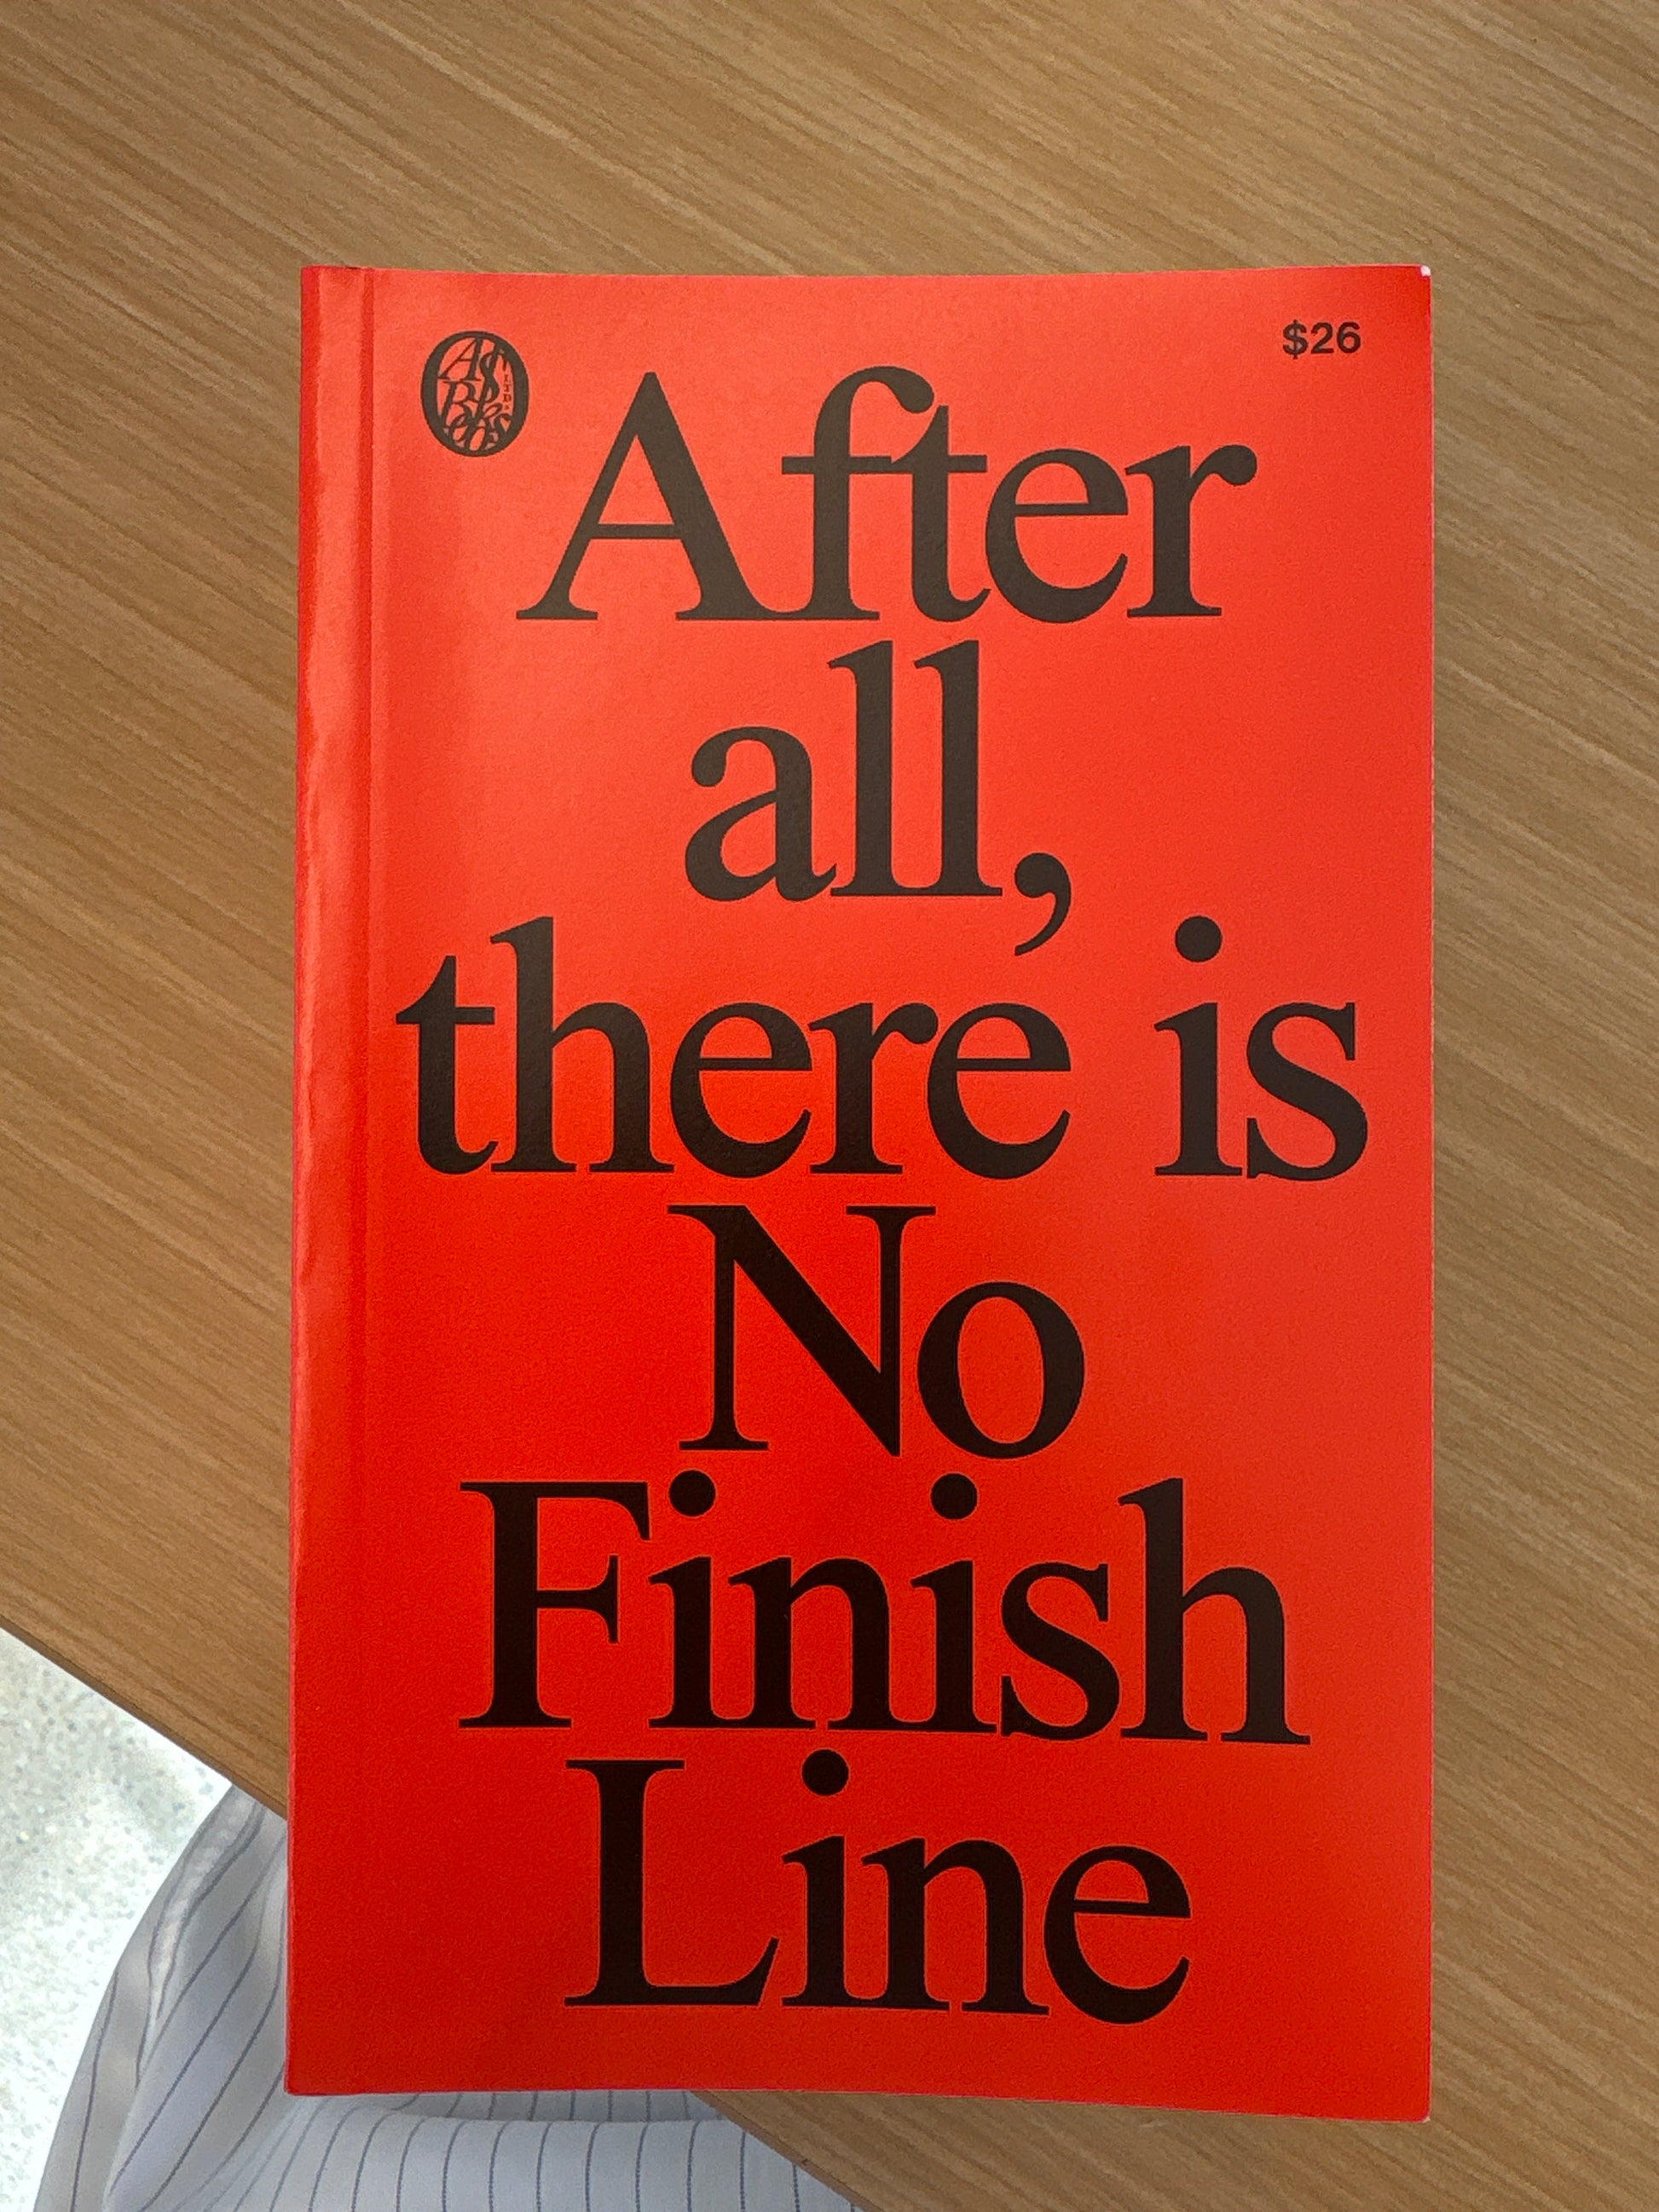 $26
After
all,
there is
No
Finish
Line